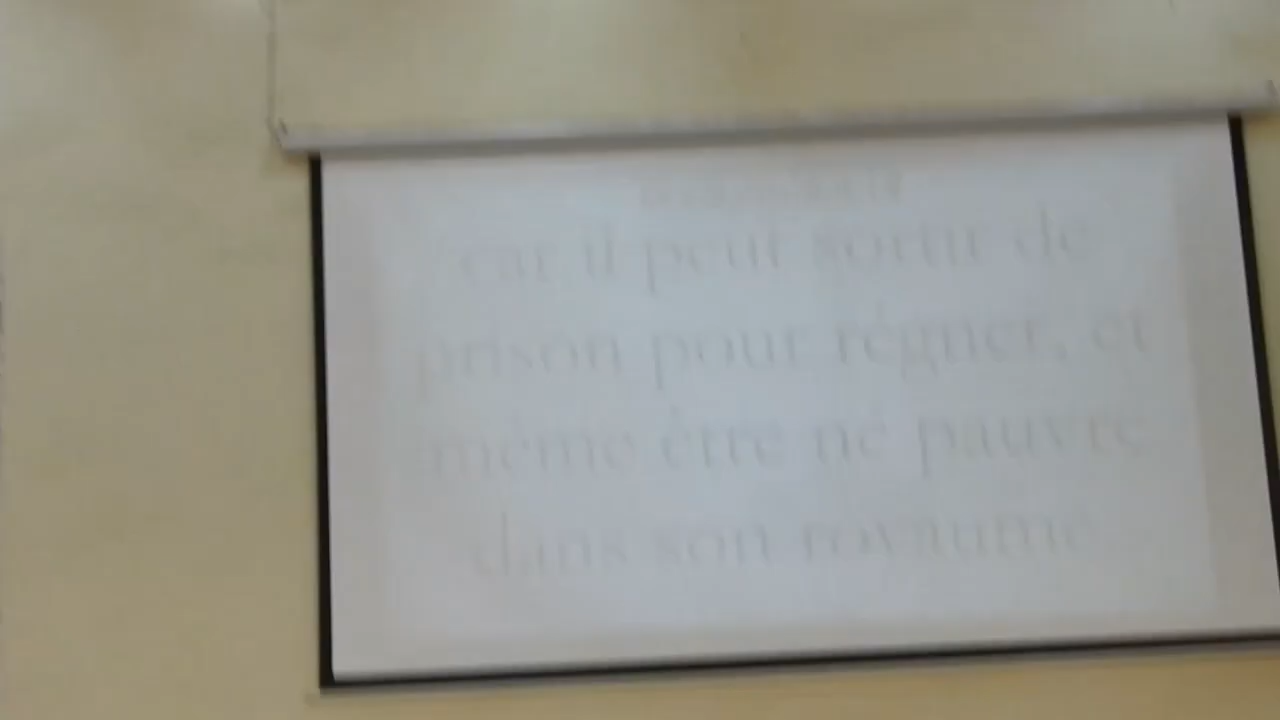 car il peut sortir de
prison pour régner, et
même être né pauvre
dans son royaume.